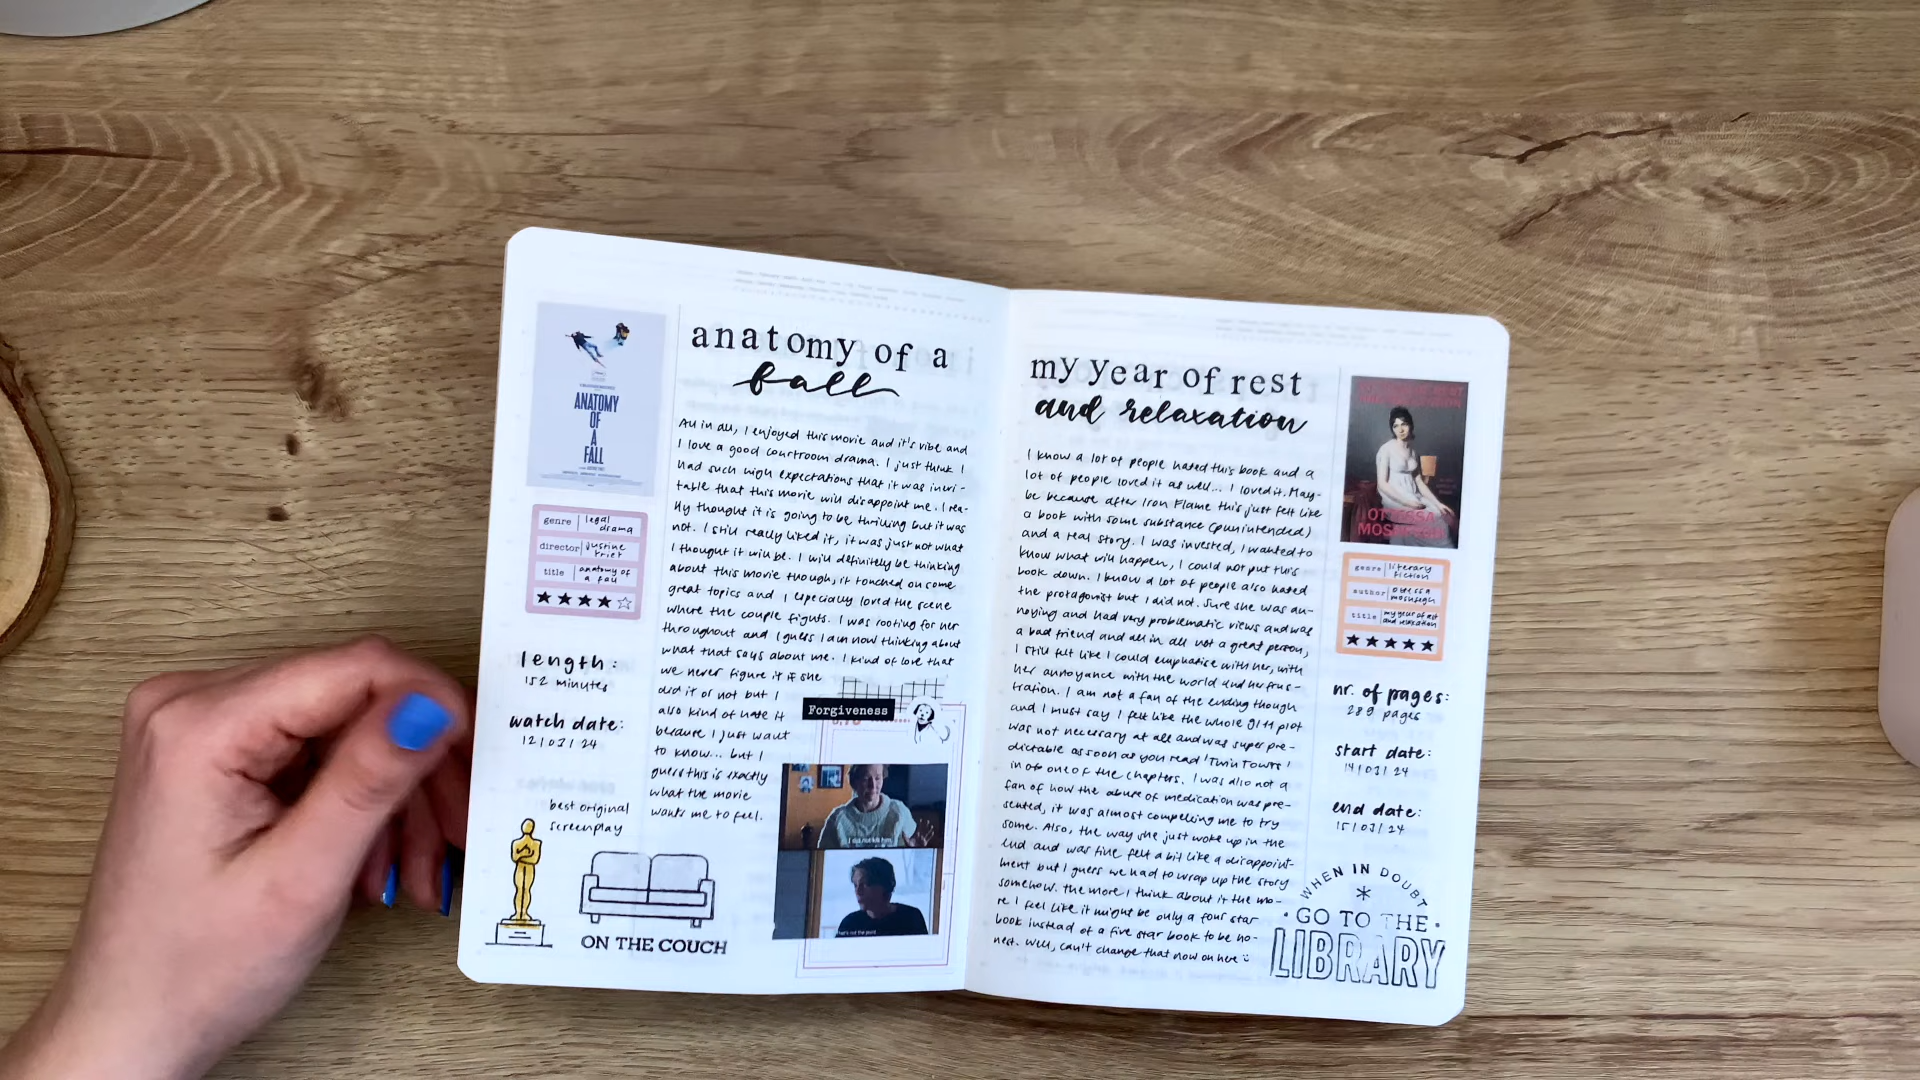 ANATOMY
OF
A
FALL
genre | legal
drama
director | justine
triet
title | anatomy of
a fall
length:
152 minutes
watch date:
12|03|24
best original
screenplay
ON THE COUCH
anatomy of a
fall
All in all, I enjoyed this movie and it's vibe and
I love a good courtroom drama. I just think I
had such high expectations that it was inevi-
table that this movie will disappoint me. I rea-
lly thought it is going to be thrilling but it was
not. I still really liked it, it was just not what
I thought it will be. I will definitely be thinking
about this movie though, it touched on some
great topics and I especially loved the scene
where the couple fights. I was rooting for her
throughout and I guess I am now thinking about
what that says about me. I kind of love that
we never figure it if she
did it or not but I
also kind of hate it
because I just want
to know... but I
guess this is exactly
what the movie
wants me to feel.
Forgiveness
I did not kill him.
That's not the point.
my year of rest
and relaxation
I know a lot of people hated this book and a
lot of people loved it as well... I loved it. May-
be because after Iron Flame this just felt like
a book with some substance (pun intended)
and a real story. I was invested, I wanted to
know what will happen, I could not put this
book down. I know a lot of people also hated
the protagonist but I did not. Sure she was an-
noying and had very problematic views and was
a bad friend and all in all not a great person,
I still felt like I could emphatise with her, with
her annoyance with the world and her frus-
tration. I am not a fan of the ending though
and I must say I felt like the whole 9/11 plot
was not necessary at all and was super pre-
dictable as soon as you read 'Twin Towers'
in one of the chapters. I was also not a
fan of how the abuse of medication was pre-
sented, it was almost compelling me to try
some. Also, the way she just woke up in the
end and was fine felt a bit like a disappoint-
ment but I guess we had to wrap up the story
somehow. The more I think about it the mo-
re I feel like it might be only a four star
book instead of a five star book to be ho-
nest. Well, can't change that now on here
OTTESSA
MOSHFEGH
genre | literary
fiction
author | ottessa
moshfegh
title | my year of rest
and relaxation
nr. of pages:
289 pages
start date:
14|03|24
end date:
15|03|24
WHEN IN DOUBT
GO TO THE
LIBRARY